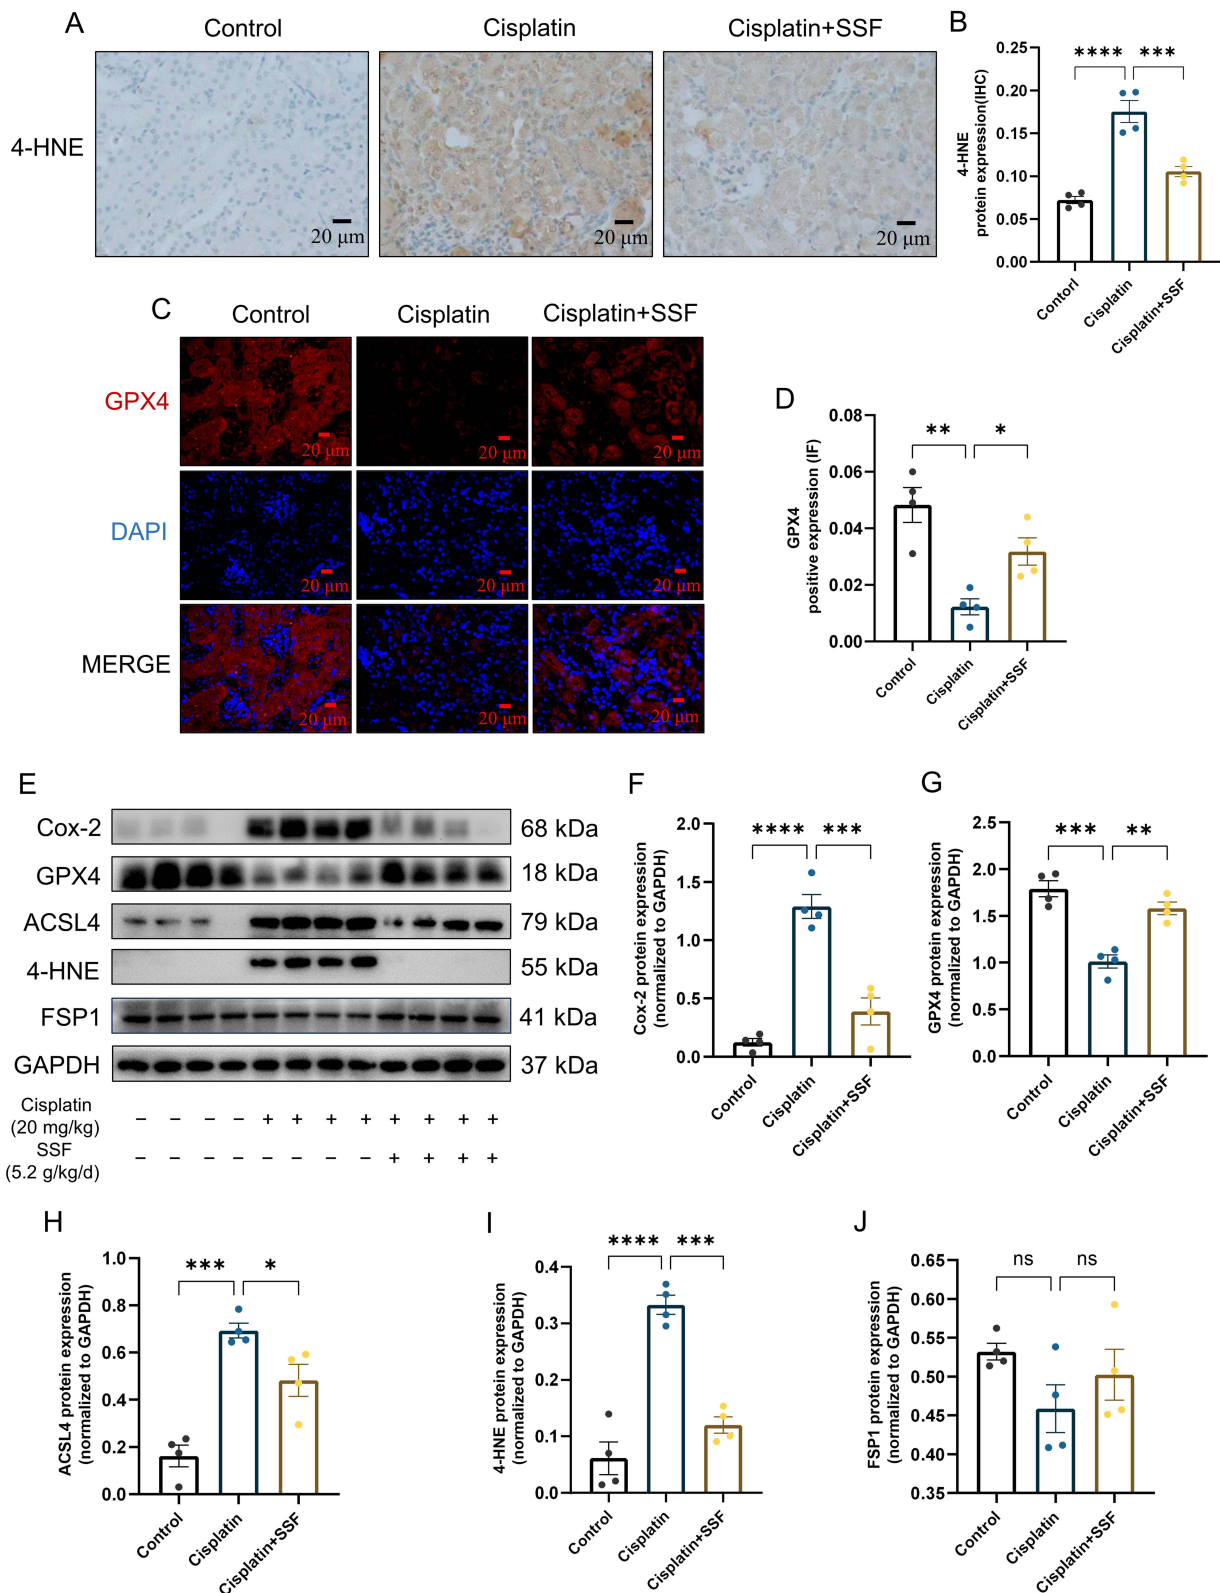 A
Control
Cisplatin
Cisplatin+SSF
4-HNE
20 μm
20 μm
20 μm
B
4-HNE
protein expression(IHC)
0.25
0.20
0.15
0.10
0.05
0.00
****
***
Contorl
Cisplatin
Cisplatin+SSF
C
Control
Cisplatin
Cisplatin+SSF
GPX4
20 μm
20 μm
20 μm
DAPI
20 μm
20 μm
20 μm
MERGE
20 μm
20 μm
20 μm
D
GPX4
positive expression (IF)
0.08
0.06
0.04
0.02
0.00
**
*
Control
Cisplatin
Cisplatin+SSF
E
Cox-2
68 kDa
GPX4
18 kDa
ACSL4
79 kDa
4-HNE
55 kDa
FSP1
41 kDa
GAPDH
37 kDa
Cisplatin
(20 mg/kg)
− − − − + + + + + + + +
SSF
(5.2 g/kg/d)
− − − − − − − − + + + +
F
Cox-2 protein expression
(normalized to GAPDH)
2.0
1.5
1.0
0.5
0.0
****
***
Control
Cisplatin
Cisplatin+SSF
G
GPX4 protein expression
(normalized to GAPDH)
2.5
2.0
1.5
1.0
0.5
0.0
***
**
Control
Cisplatin
Cisplatin+SSF
H
ACSL4 protein expression
(normalized to GAPDH)
1.0
0.8
0.6
0.4
0.2
0.0
***
*
Control
Cisplatin
Cisplatin+SSF
I
4-HNE protein expression
(normalized to GAPDH)
0.4
0.3
0.2
0.1
0.0
****
***
Control
Cisplatin
Cisplatin+SSF
J
FSP1 protein expression
(normalized to GAPDH)
0.65
0.60
0.55
0.50
0.45
0.40
0.35
ns
ns
Control
Cisplatin
Cisplatin+SSF